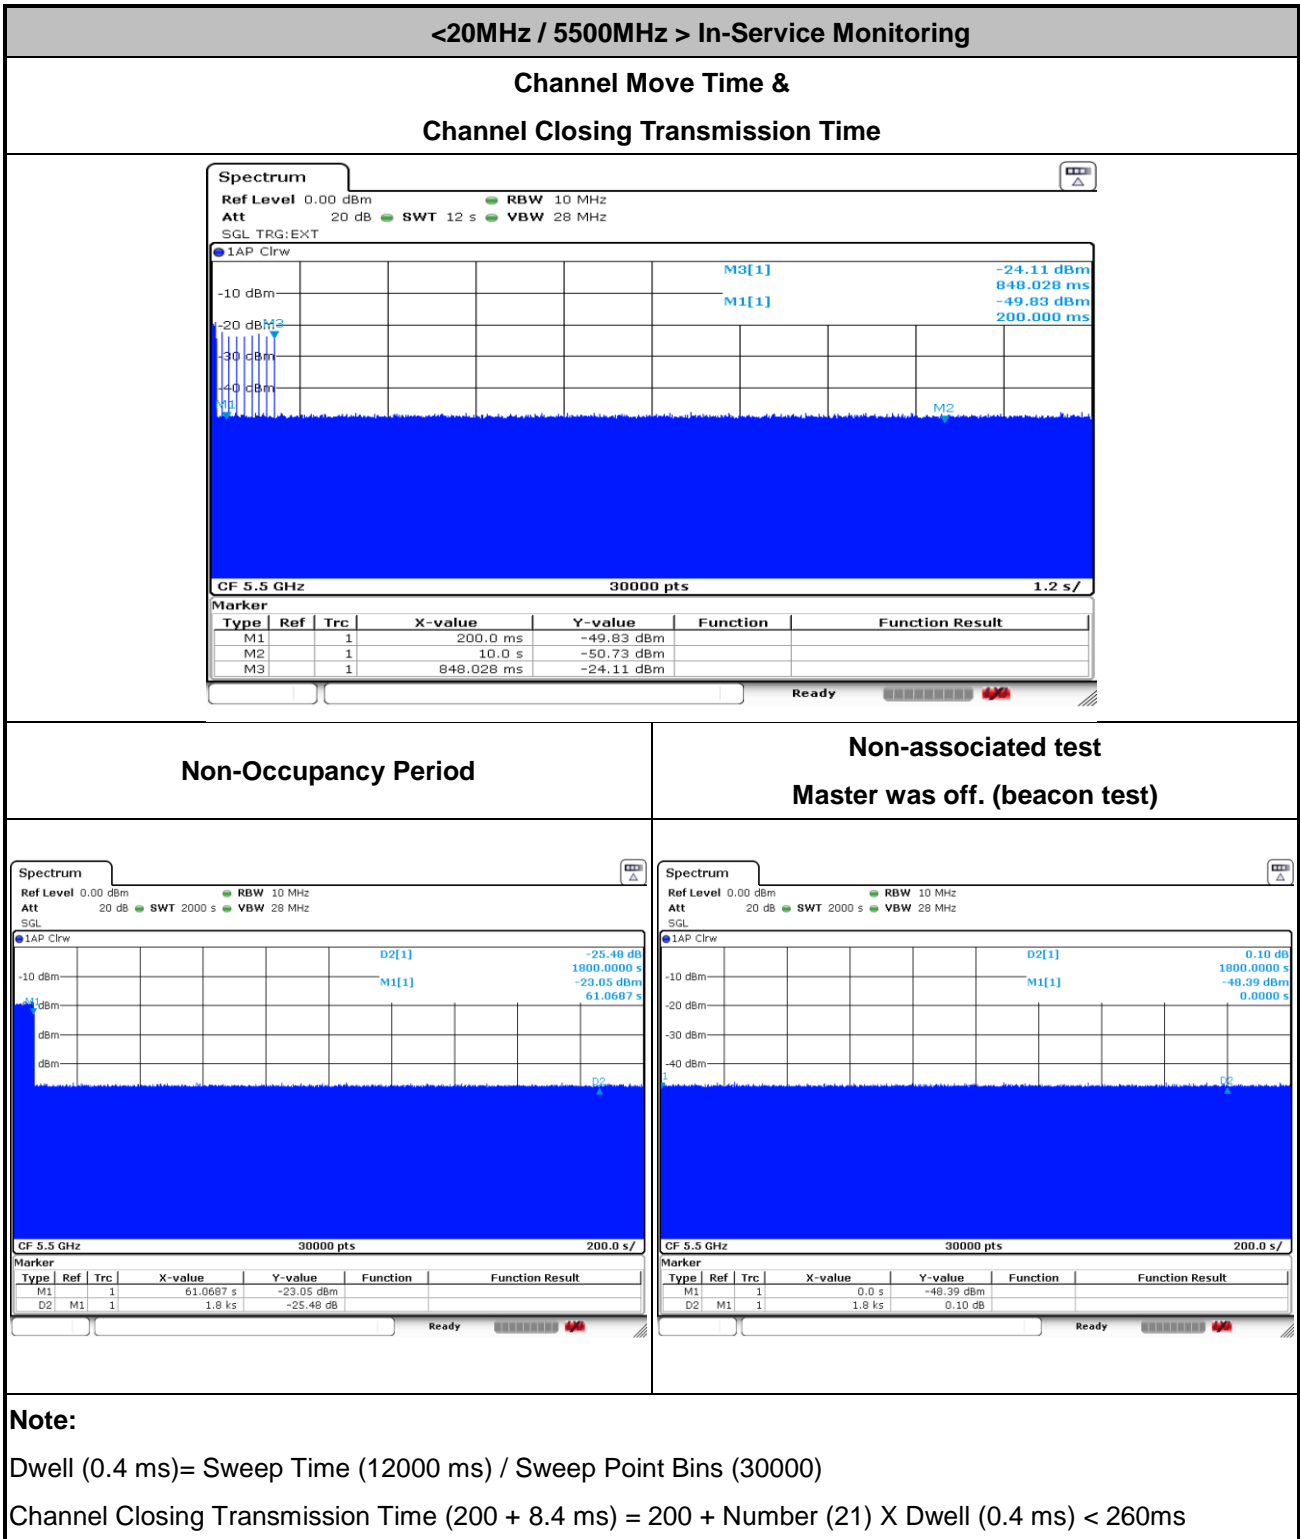 <20MHz / 5500MHz > In-Service Monitoring
Channel Move Time &
Channel Closing Transmission Time
Spectrum
Ref Level 0.00 dBm RBW 10 MHz
Att 20 dB SWT 12 s VBW 28 MHz
SGL TRG:EXT
1AP Clrw
M3[1] -24.11 dBm
848.028 ms
-10 dBm
M1[1] -49.83 dBm
200.000 ms
-20 dBm M3
-30 dBm
-40 dBm
M1 M2
CF 5.5 GHz 30000 pts 1.2 s/
Marker
Type Ref Trc X-value Y-value Function Function Result
M1 1 200.0 ms -49.83 dBm
M2 1 10.0 s -50.73 dBm
M3 1 848.028 ms -24.11 dBm
Ready
Non-Occupancy Period
Non-associated test
Master was off. (beacon test)
Spectrum
Ref Level 0.00 dBm RBW 10 MHz
Att 20 dB SWT 2000 s VBW 28 MHz
SGL
1AP Clrw
D2[1] -25.48 dB
1800.0000 s
-10 dBm
M1[1] -23.05 dBm
61.0687 s
M1 dBm
dBm
dBm
D2
CF 5.5 GHz 30000 pts 200.0 s/
Marker
Type Ref Trc X-value Y-value Function Function Result
M1 1 61.0687 s -23.05 dBm
D2 M1 1 1.8 ks -25.48 dB
Ready
Spectrum
Ref Level 0.00 dBm RBW 10 MHz
Att 20 dB SWT 2000 s VBW 28 MHz
SGL
1AP Clrw
D2[1] 0.10 dB
1800.0000 s
-10 dBm
M1[1] -48.39 dBm
0.0000 s
-20 dBm
-30 dBm
-40 dBm
1 D2
CF 5.5 GHz 30000 pts 200.0 s/
Marker
Type Ref Trc X-value Y-value Function Function Result
M1 1 0.0 s -48.39 dBm
D2 M1 1 1.8 ks 0.10 dB
Ready
Note:
Dwell (0.4 ms)= Sweep Time (12000 ms) / Sweep Point Bins (30000)
Channel Closing Transmission Time (200 + 8.4 ms) = 200 + Number (21) X Dwell (0.4 ms) < 260ms